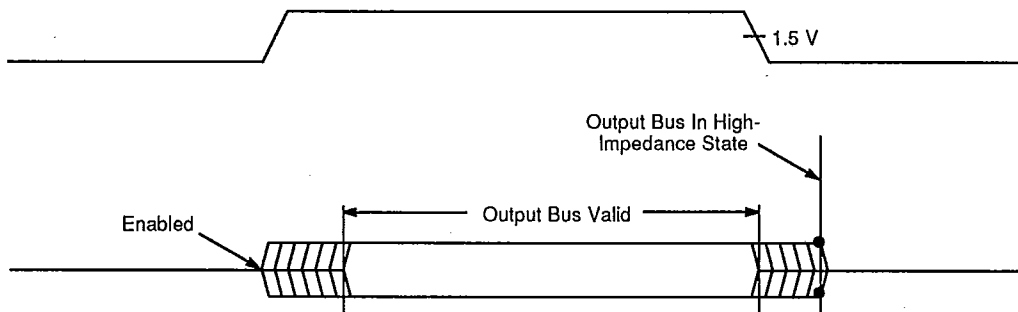 1.5 V
Output Bus In High-
Impedance State
Enabled
Output Bus Valid